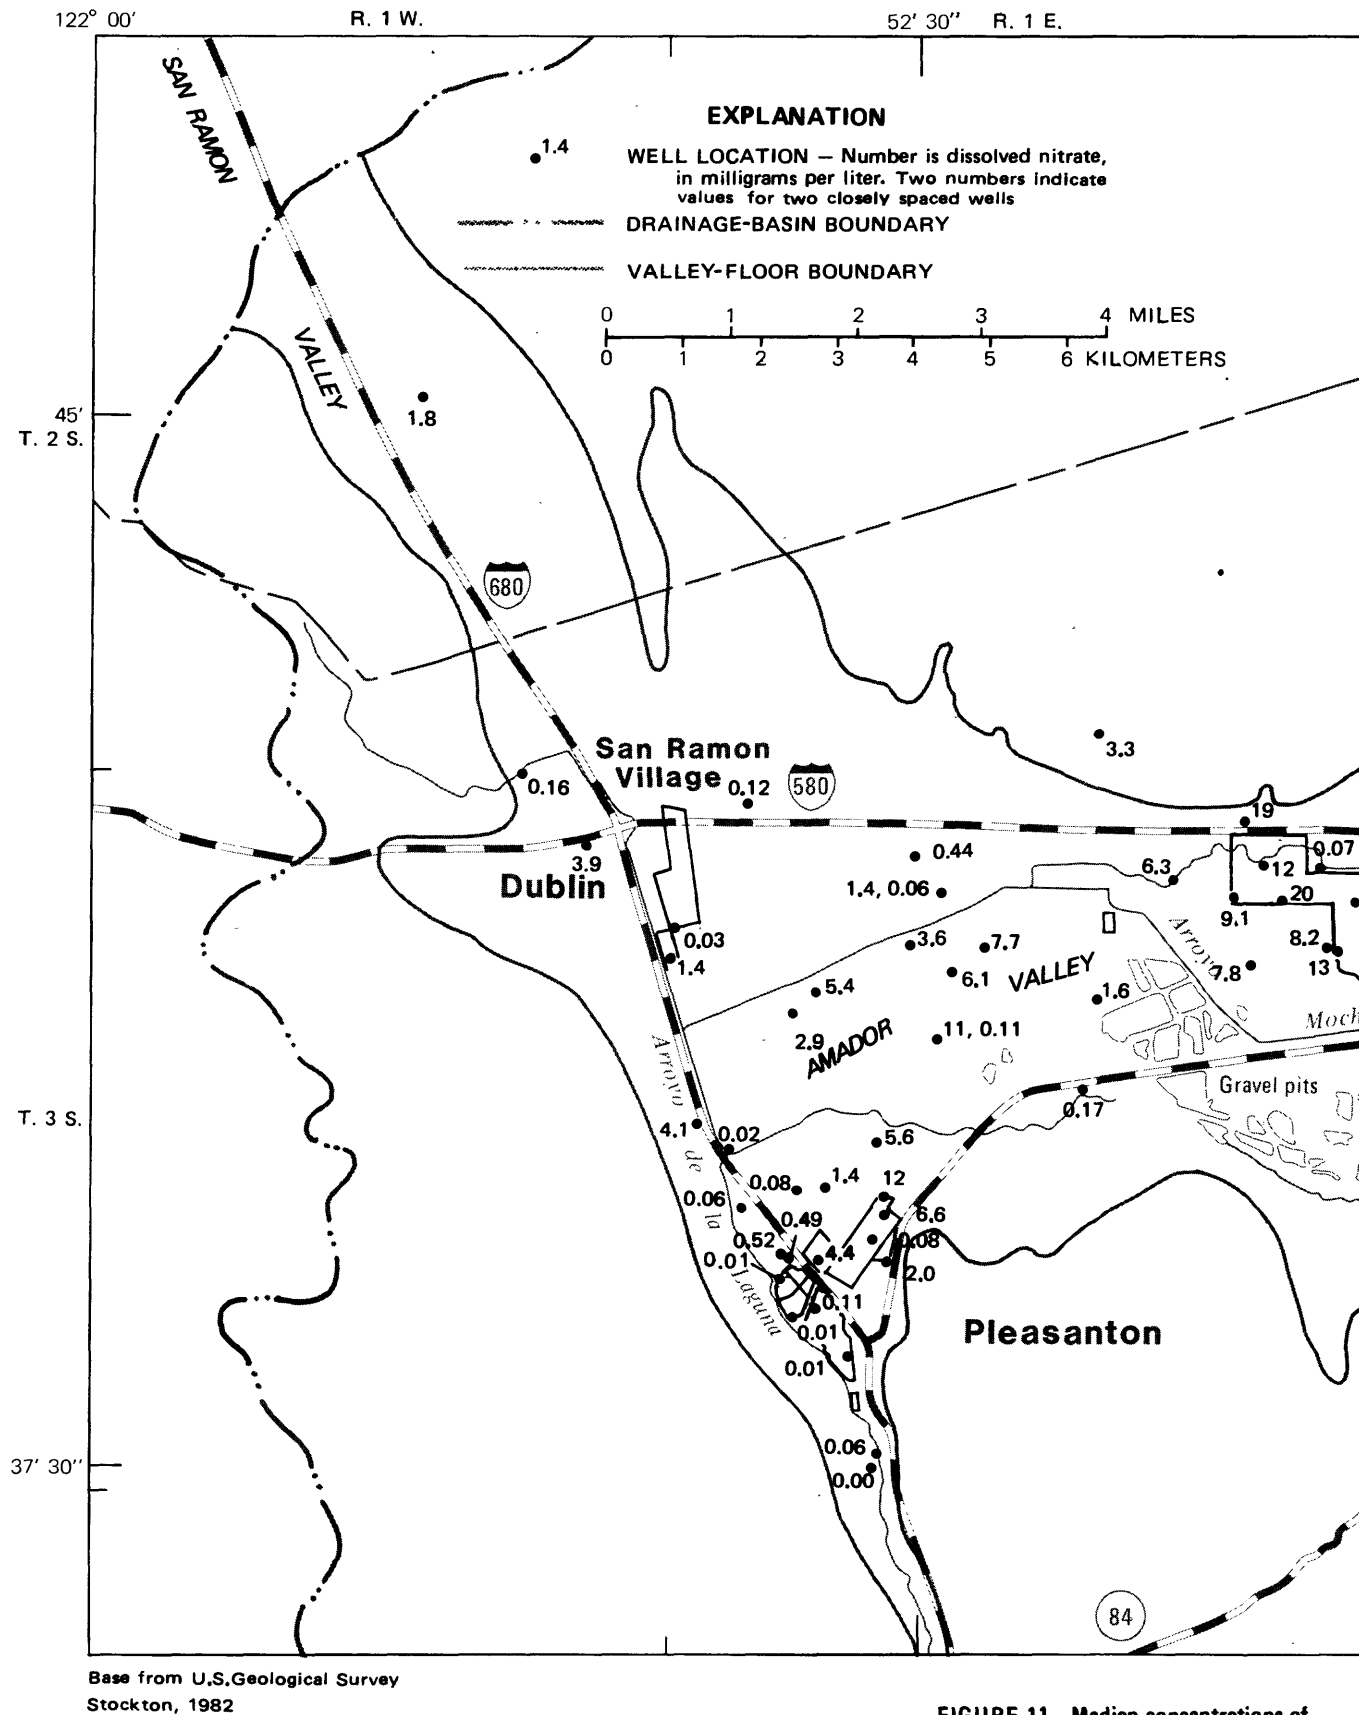 122° 00'
R. 1 W.
52' 30"
R. 1 E.
SAN RAMON
VALLEY
EXPLANATION
1.4
WELL LOCATION — Number is dissolved nitrate,
in milligrams per liter. Two numbers indicate
values for two closely spaced wells
DRAINAGE-BASIN BOUNDARY
VALLEY-FLOOR BOUNDARY
0 1 2 3 4 MILES
0 1 2 3 4 5 6 KILOMETERS
45'
T. 2 S.
1.8
680
San Ramon
Village
580
0.16
0.12
3.3
19
3.9
Dublin
0.44
1.4, 0.06
6.3
12
0.07
20
9.1
0.03
1.4
3.6
7.7
6.1
VALLEY
Arroyo
8.2
13
7.8
5.4
1.6
2.9
AMADOR
11, 0.11
Moch
Gravel pits
0.17
T. 3 S.
Arroyo
de
la
Laguna
4.1
0.02
5.6
0.08
1.4
12
0.06
0.49
6.6
0.52
4.4
0.08
0.01
2.0
0.11
0.01
Pleasanton
0.01
0.06
0.00
37' 30"
84
Base from U.S.Geological Survey
Stockton, 1982
FIGURE 11. Median concentrations of